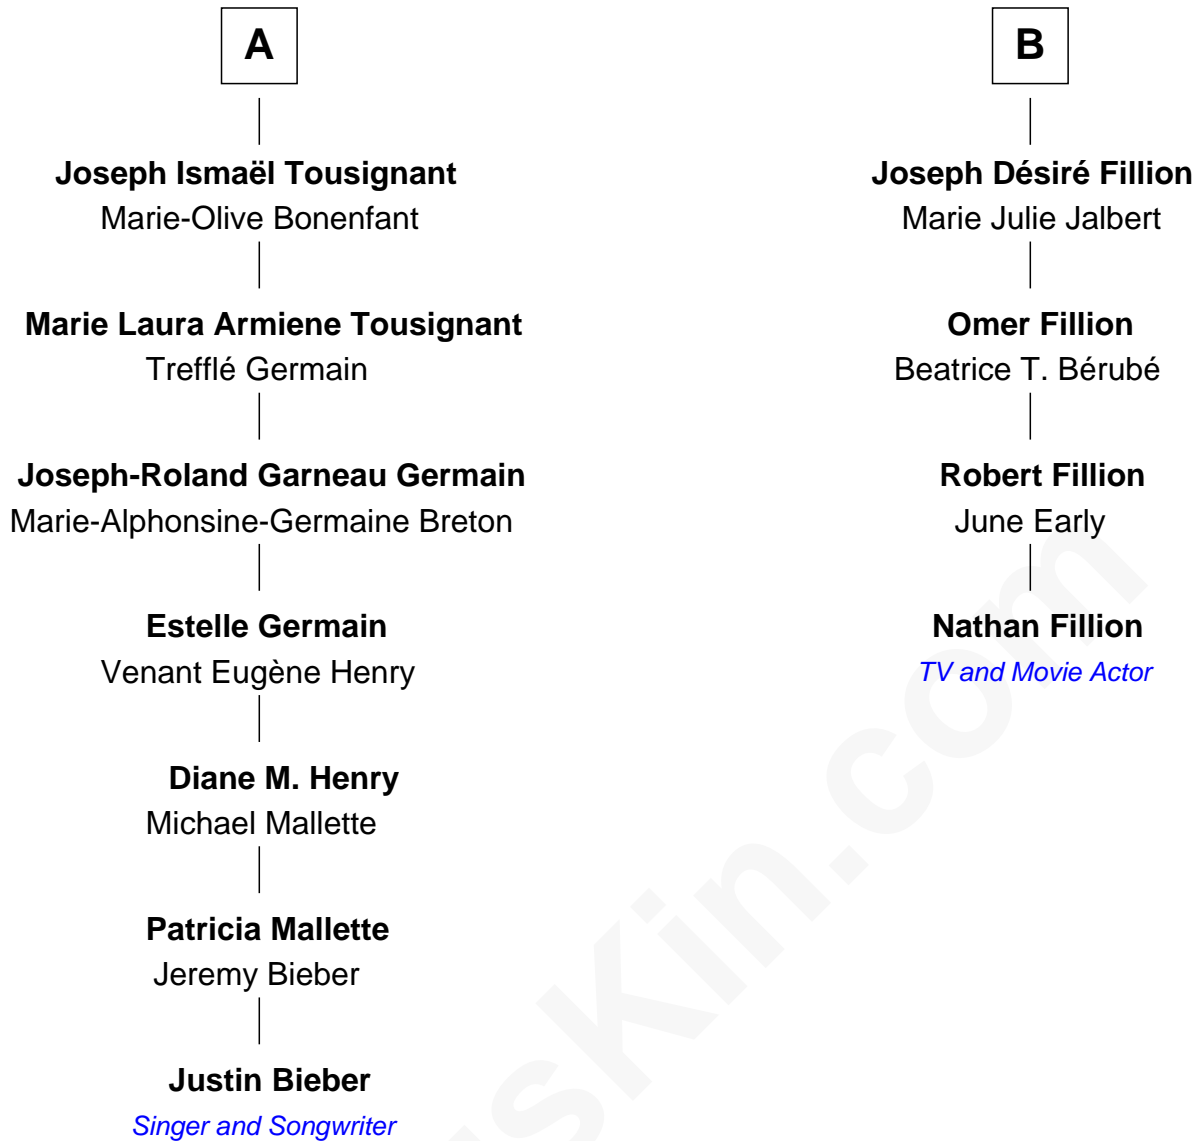 A
Joseph Ismaël Tousignant
Marie-Olive Bonenfant
Marie Laura Armiene Tousignant
Trefflé Germain
Joseph-Roland Garneau Germain
Marie-Alphonsine-Germaine Breton
Estelle Germain
Venant Eugène Henry
Diane M. Henry
Michael Mallette
Patricia Mallette
Jeremy Bieber
Justin Bieber
Singer and Songwriter
B
Joseph Désiré Fillion
Marie Julie Jalbert
Omer Fillion
Beatrice T. Bérubé
Robert Fillion
June Early
Nathan Fillion
TV and Movie Actor
sKin.com